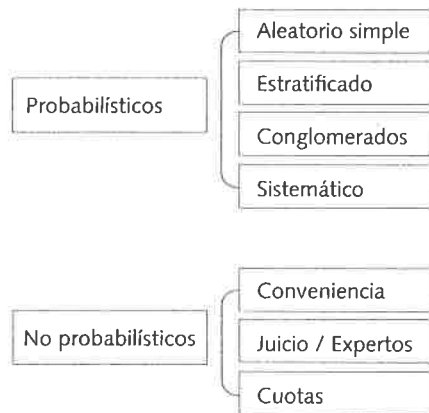 Aleatorio simple
Estratificado
Probabilísticos
Conglomerados
Sistemático
Conveniencia
No probabilísticos
Juicio / Expertos
Cuotas